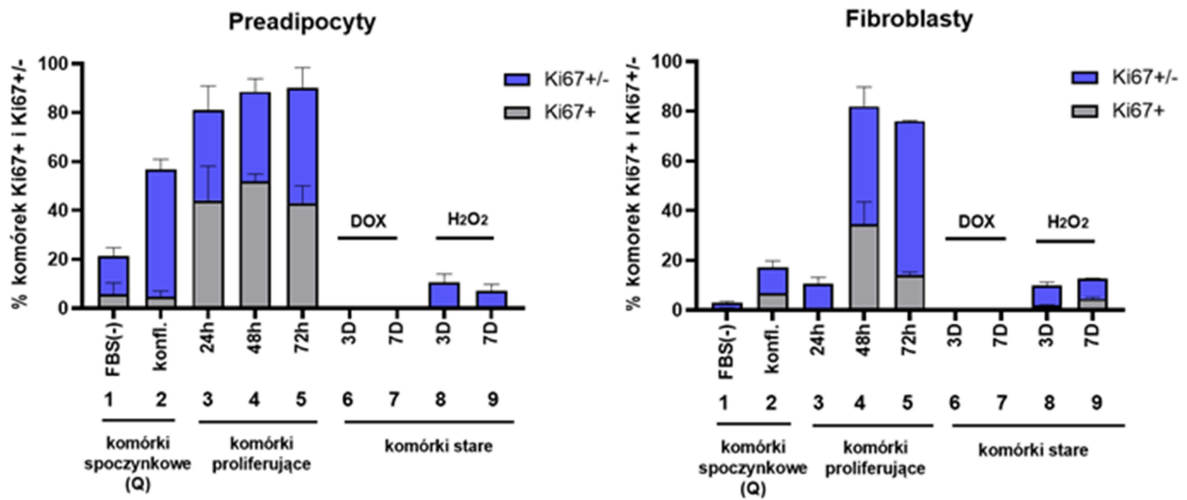 Preadipocyty
% komórek Ki67+ i Ki67+/-
100
80
60
40
20
0
Ki67+/-
Ki67+
DOX
H2O2
FBS(-) konfl. 24h 48h 72h 3D 7D 3D 7D
1 2 3 4 5 6 7 8 9
komórki spoczynkowe (Q)
komórki proliferujące
komórki stare
Fibroblasty
% komorek Ki67+ i Ki67+/-
100
80
60
40
20
0
Ki67+/-
Ki67+
DOX
H2O2
FBS(-) konfl. 24h 48h 72h 3D 7D 3D 7D
1 2 3 4 5 6 7 8 9
komórki spoczynkowe (Q)
komórki proliferujące
komórki stare